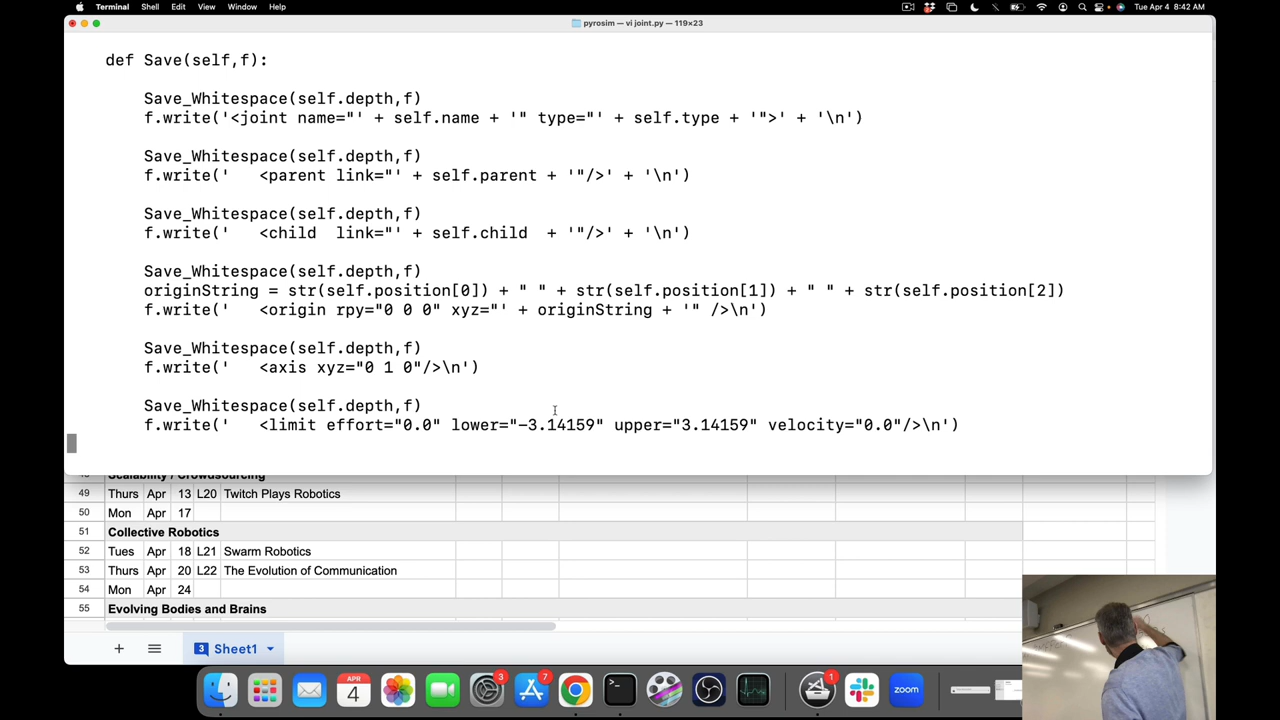 Terminal Shell Edit View Window Help
Tue Apr 4 8:42 AM
pyrosim — vi joint.py — 119×23
def Save(self,f):
Save_Whitespace(self.depth,f)
f.write('<joint name="' + self.name + '" type="' + self.type + '">' + '\n')
Save_Whitespace(self.depth,f)
f.write('   <parent link="' + self.parent + '"/>' + '\n')
Save_Whitespace(self.depth,f)
f.write('   <child  link="' + self.child  + '"/>' + '\n')
Save_Whitespace(self.depth,f)
originString = str(self.position[0]) + " " + str(self.position[1]) + " " + str(self.position[2])
f.write('   <origin rpy="0 0 0" xyz="' + originString + '" />\n')
Save_Whitespace(self.depth,f)
f.write('   <axis xyz="0 1 0"/>\n')
Save_Whitespace(self.depth,f)
f.write('   <limit effort="0.0" lower="-3.14159" upper="3.14159" velocity="0.0"/>\n')
Scalability / Crowdsourcing
49 Thurs Apr 13 L20 Twitch Plays Robotics
50 Mon Apr 17
51 Collective Robotics
52 Tues Apr 18 L21 Swarm Robotics
53 Thurs Apr 20 L22 The Evolution of Communication
54 Mon Apr 24
55 Evolving Bodies and Brains
3 Sheet1
APR 4
3
7
1
zoom